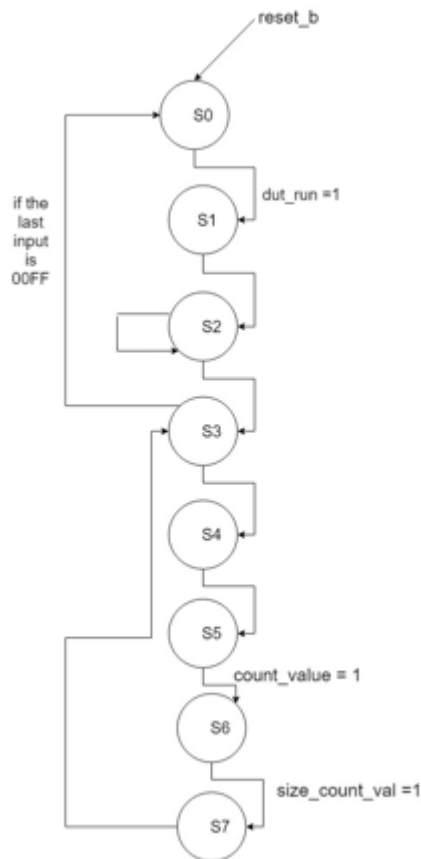 reset_b
S0
dut_run =1
S1
if the
last
input
is
00FF
S2
S3
S4
S5
count_value = 1
S6
size_count_val =1
S7